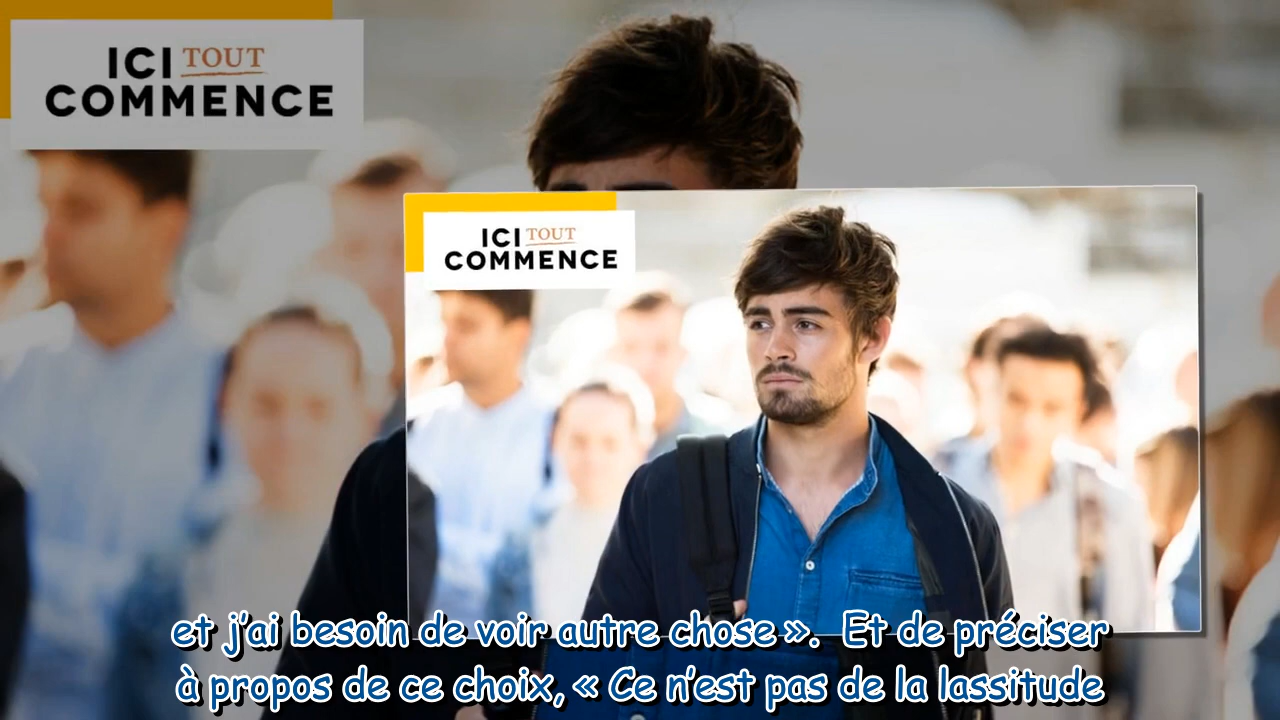 ICI TOUT
COMMENCE
ICI TOUT
COMMENCE
et j'ai besoin de voir autre chose ».  Et de préciser
à propos de ce choix, « Ce n'est pas de la lassitude